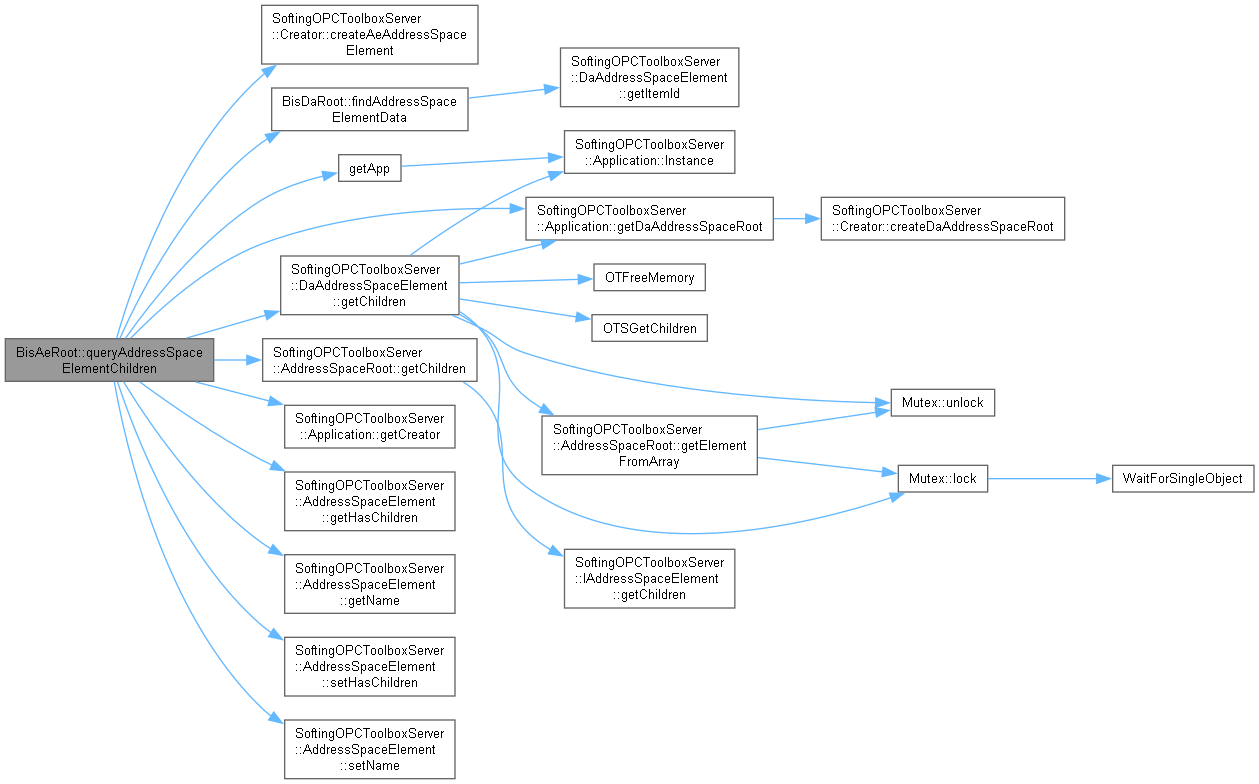 SoftingOPCToolboxServer
::Creator::createAeAddressSpace
Element
SoftingOPCToolboxServer
::DaAddressSpaceElement
::getItemId
BisDaRoot::findAddressSpace
ElementData
SoftingOPCToolboxServer
::Application::Instance
getApp
SoftingOPCToolboxServer
::Application::getDaAddressSpaceRoot
SoftingOPCToolboxServer
::Creator::createDaAddressSpaceRoot
SoftingOPCToolboxServer
::DaAddressSpaceElement
::getChildren
OTFreeMemory
OTSGetChildren
BisAeRoot::queryAddressSpace
ElementChildren
SoftingOPCToolboxServer
::AddressSpaceRoot::getChildren
Mutex::unlock
SoftingOPCToolboxServer
::Application::getCreator
SoftingOPCToolboxServer
::AddressSpaceRoot::getElement
FromArray
Mutex::lock
WaitForSingleObject
SoftingOPCToolboxServer
::AddressSpaceElement
::getHasChildren
SoftingOPCToolboxServer
::IAddressSpaceElement
::getChildren
SoftingOPCToolboxServer
::AddressSpaceElement
::getName
SoftingOPCToolboxServer
::AddressSpaceElement
::setHasChildren
SoftingOPCToolboxServer
::AddressSpaceElement
::setName